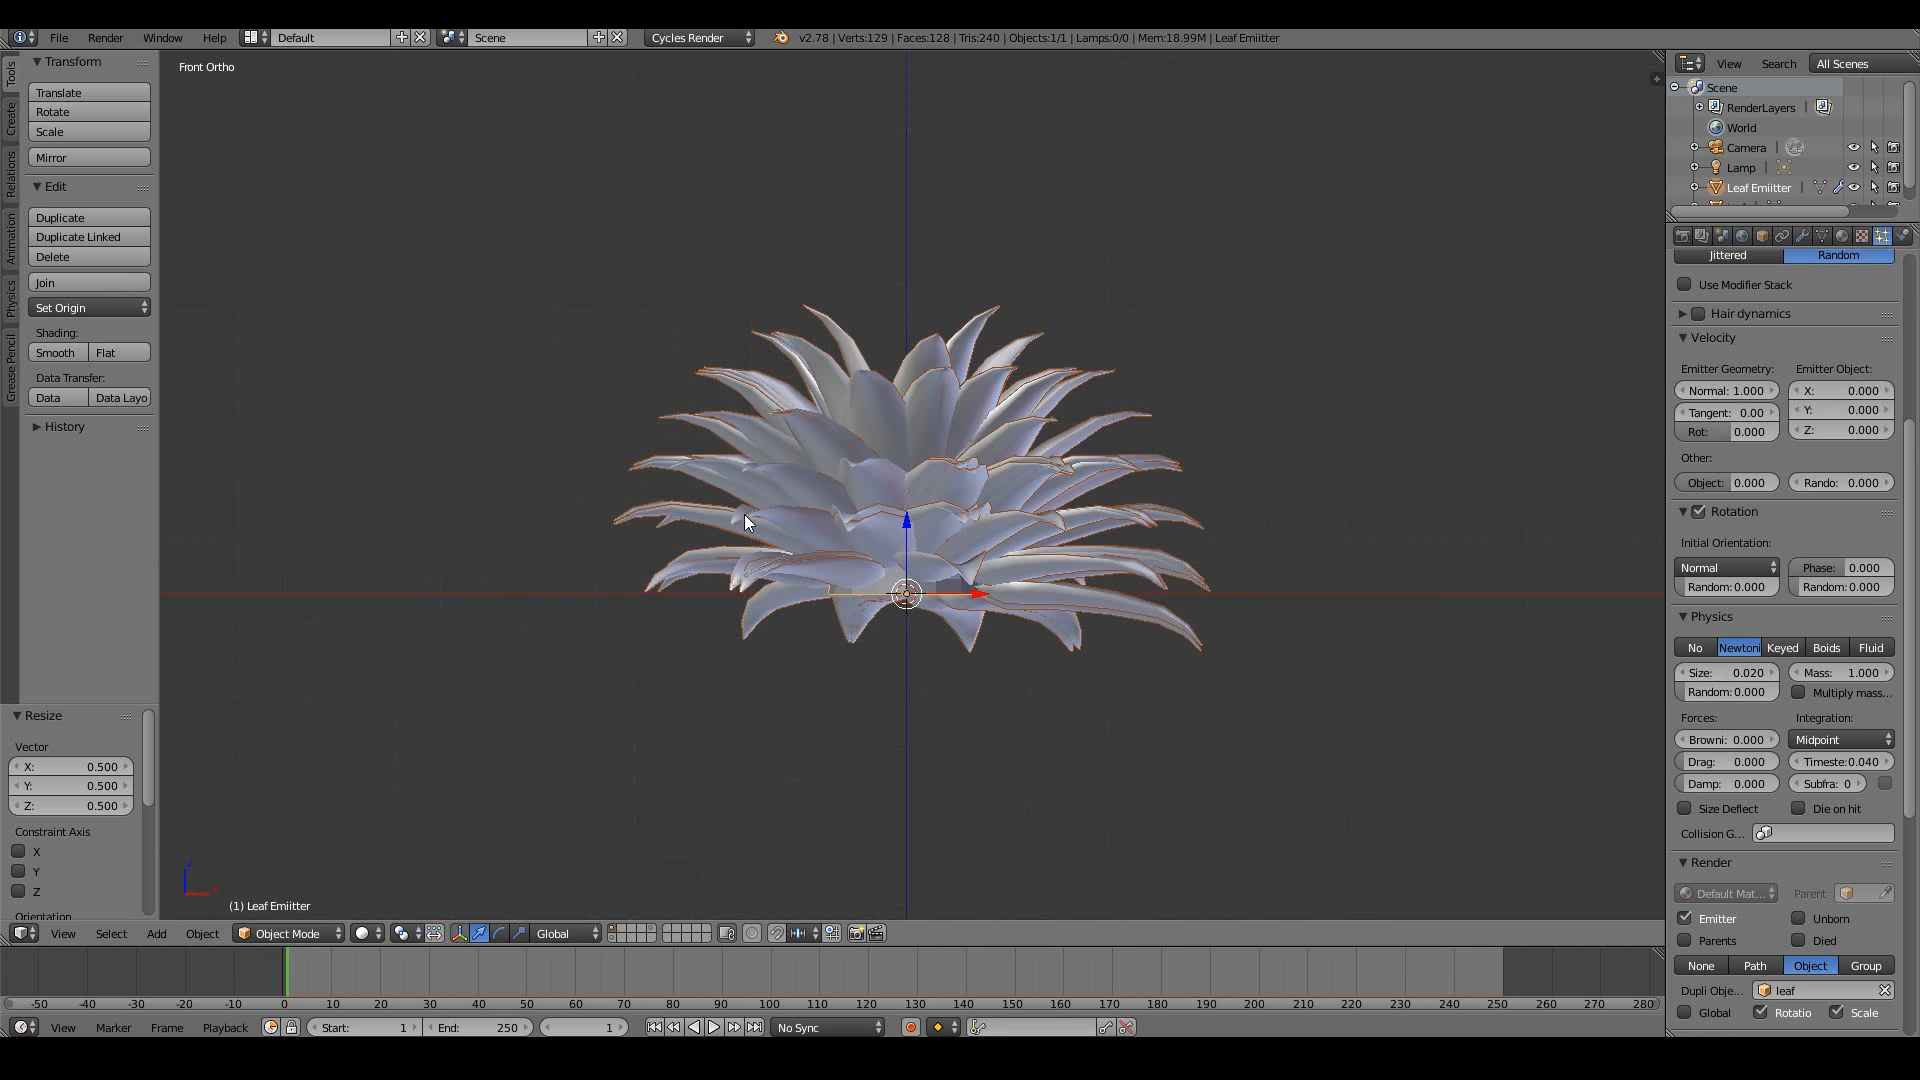 File Render Window Help Default Scene Cycles Render v2.78 | Verts:129 | Faces:128 | Tris:240 | Objects:1/1 | Lamps:0/0 | Mem:18.99M | Leaf Emiitter
Tools
Create
Relations
Animation
Physics
Grease Pencil
Transform
Translate
Rotate
Scale
Mirror
Edit
Duplicate
Duplicate Linked
Delete
Join
Set Origin
Shading:
Smooth Flat
Data Transfer:
Data Data Layo
History
Resize
Vector
X: 0.500
Y: 0.500
Z: 0.500
Constraint Axis
X
Y
Z
Orientation
Front Ortho
z
x
(1) Leaf Emiitter
View Select Add Object Object Mode Global
-50 -40 -30 -20 -10 0 10 20 30 40 50 60 70 80 90 100 110 120 130 140 150 160 170 180 190 200 210 220 230 240 250 260 270 280
View Marker Frame Playback Start: 1 End: 250 1 No Sync
View Search All Scenes
Scene
RenderLayers |
World
Camera |
Lamp |
Leaf Emiitter |
Jittered Random
Use Modifier Stack
Hair dynamics
Velocity
Emitter Geometry: Emitter Object:
Normal: 1.000 X: 0.000
Tangent: 0.00 Y: 0.000
Rot: 0.000 Z: 0.000
Other:
Object: 0.000 Rando: 0.000
Rotation
Initial Orientation:
Normal Phase: 0.000
Random: 0.000 Random: 0.000
Physics
No Newtoni Keyed Boids Fluid
Size: 0.020 Mass: 1.000
Random: 0.000 Multiply mass...
Forces: Integration:
Browni: 0.000 Midpoint
Drag: 0.000 Timeste: 0.040
Damp: 0.000 Subfra: 0
Size Deflect Die on hit
Collision G...
Render
Default Mat... Parent
Emitter Unborn
Parents Died
None Path Object Group
Dupli Obje... leaf
Global Rotatio Scale